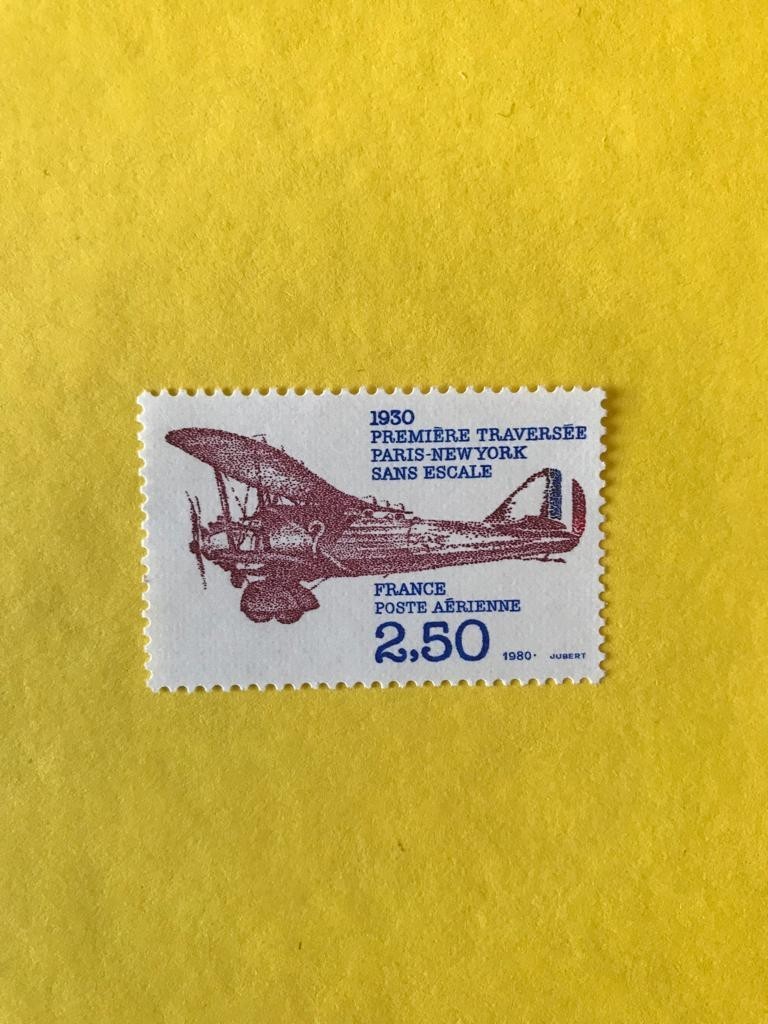 1930
PREMIÈRE TRAVERSÉE
PARIS-NEWYORK
SANS ESCALE
FRANCE
POSTE AÉRIENNE
2,50 1980· JUBERT